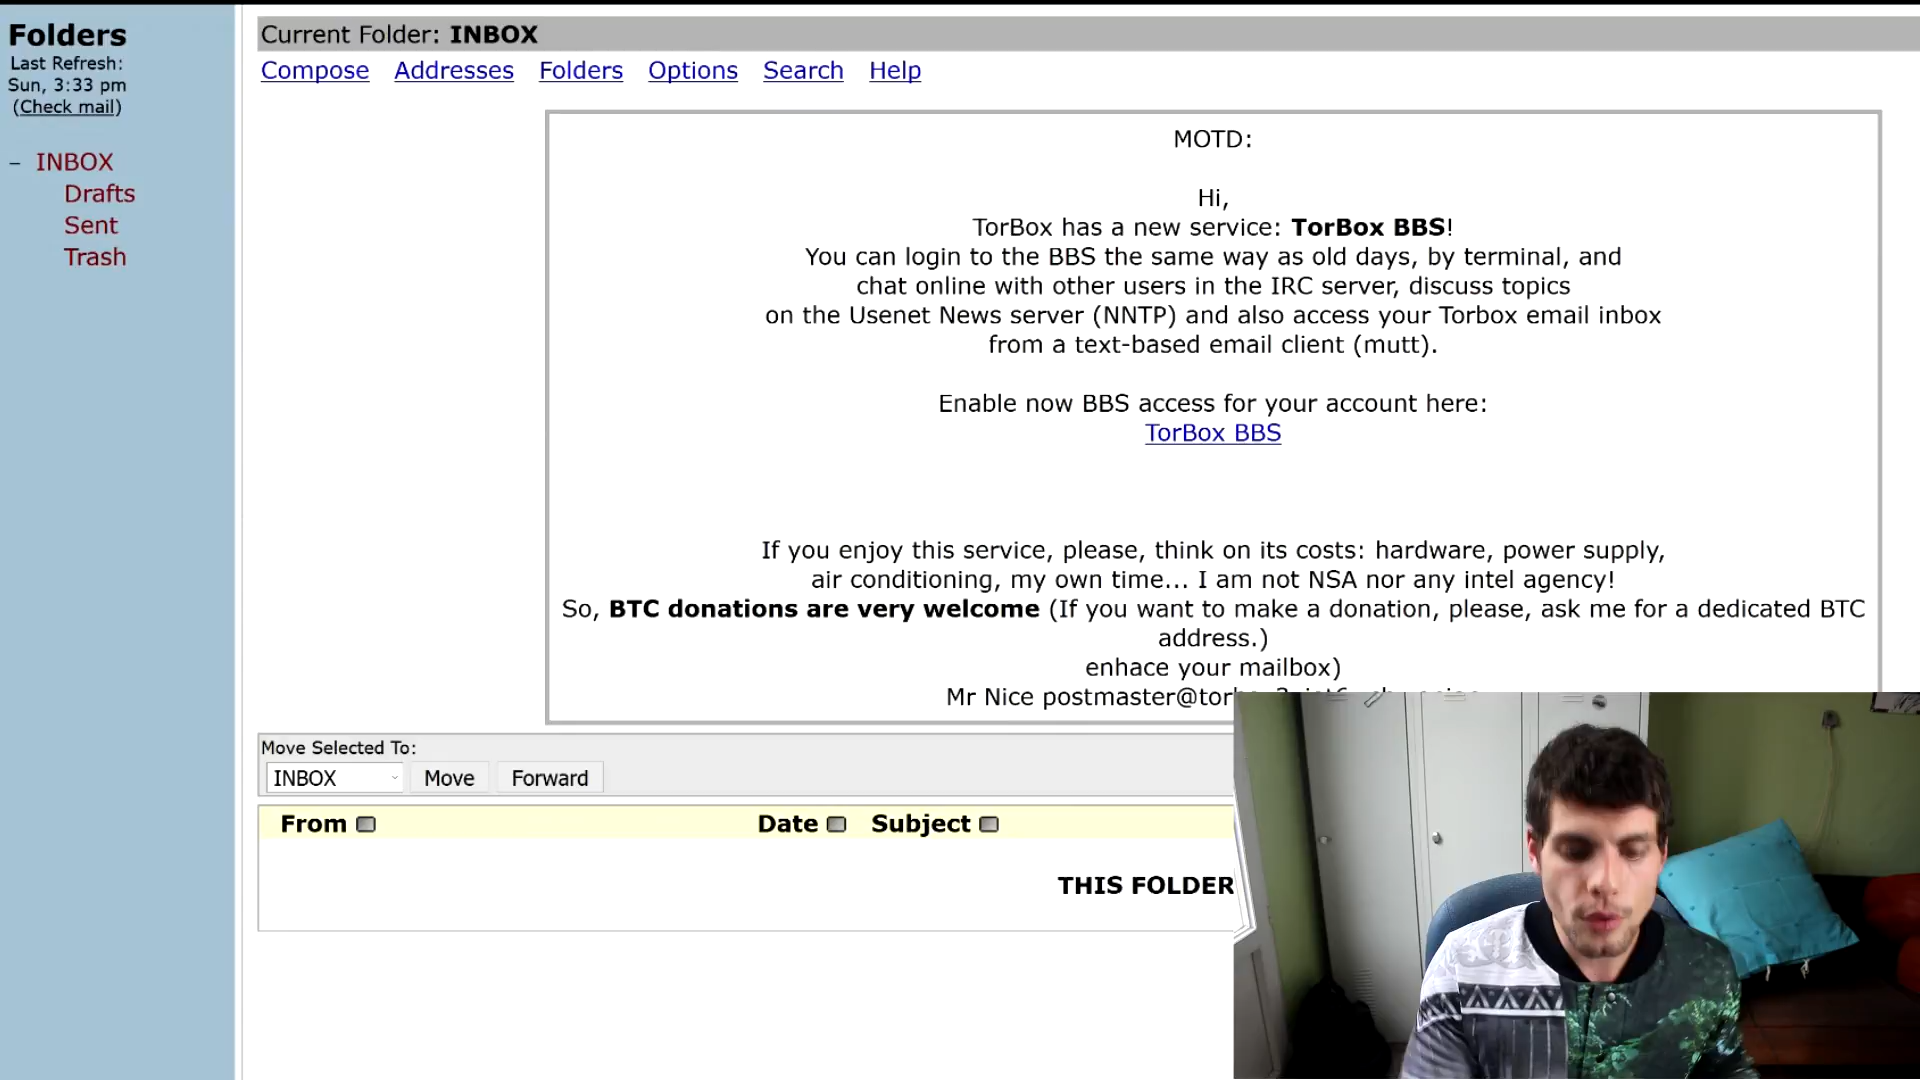 Folders
Last Refresh:
Sun, 3:33 pm
(Check mail)
– INBOX
Drafts
Sent
Trash
Current Folder: INBOX
Compose Addresses Folders Options Search Help
MOTD:
Hi,
TorBox has a new service: TorBox BBS!
You can login to the BBS the same way as old days, by terminal, and
chat online with other users in the IRC server, discuss topics
on the Usenet News server (NNTP) and also access your Torbox email inbox
from a text-based email client (mutt).
Enable now BBS access for your account here:
TorBox BBS
If you enjoy this service, please, think on its costs: hardware, power supply,
air conditioning, my own time... I am not NSA nor any intel agency!
So, BTC donations are very welcome (If you want to make a donation, please, ask me for a dedicated BTC
address.)
enhace your mailbox)
Mr Nice
Move Selected To:
INBOX Move Forward
From Date Subject
THIS FOLDER